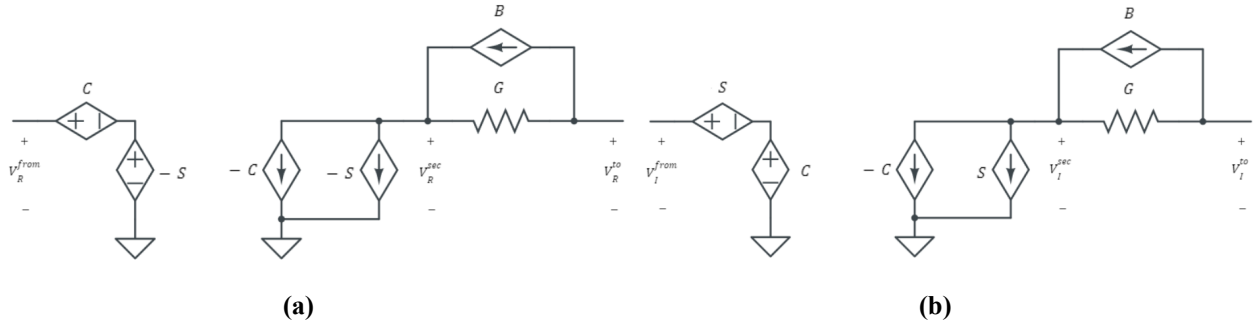 B
C
G
+
−
+
−
− S
V_R^from
+
−
− C
− S
V_R^sec
+
−
V_R^to
+
−
(a)
B
S
G
+
−
+
−
C
V_I^from
+
−
− C
S
V_I^sec
+
−
V_I^to
+
−
(b)